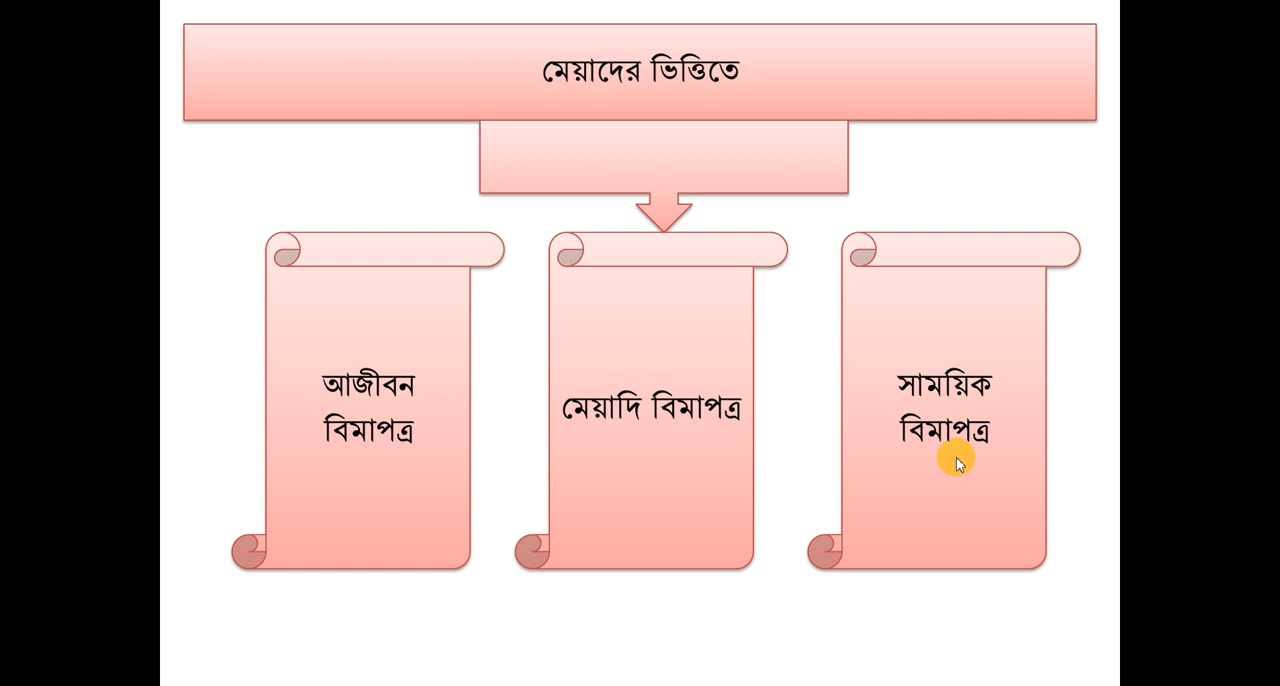 মেয়াদের ভিত্তিতে
আজীবন
বিমাপত্র
মেয়াদি বিমাপত্র
সাময়িক
বিমাপত্র